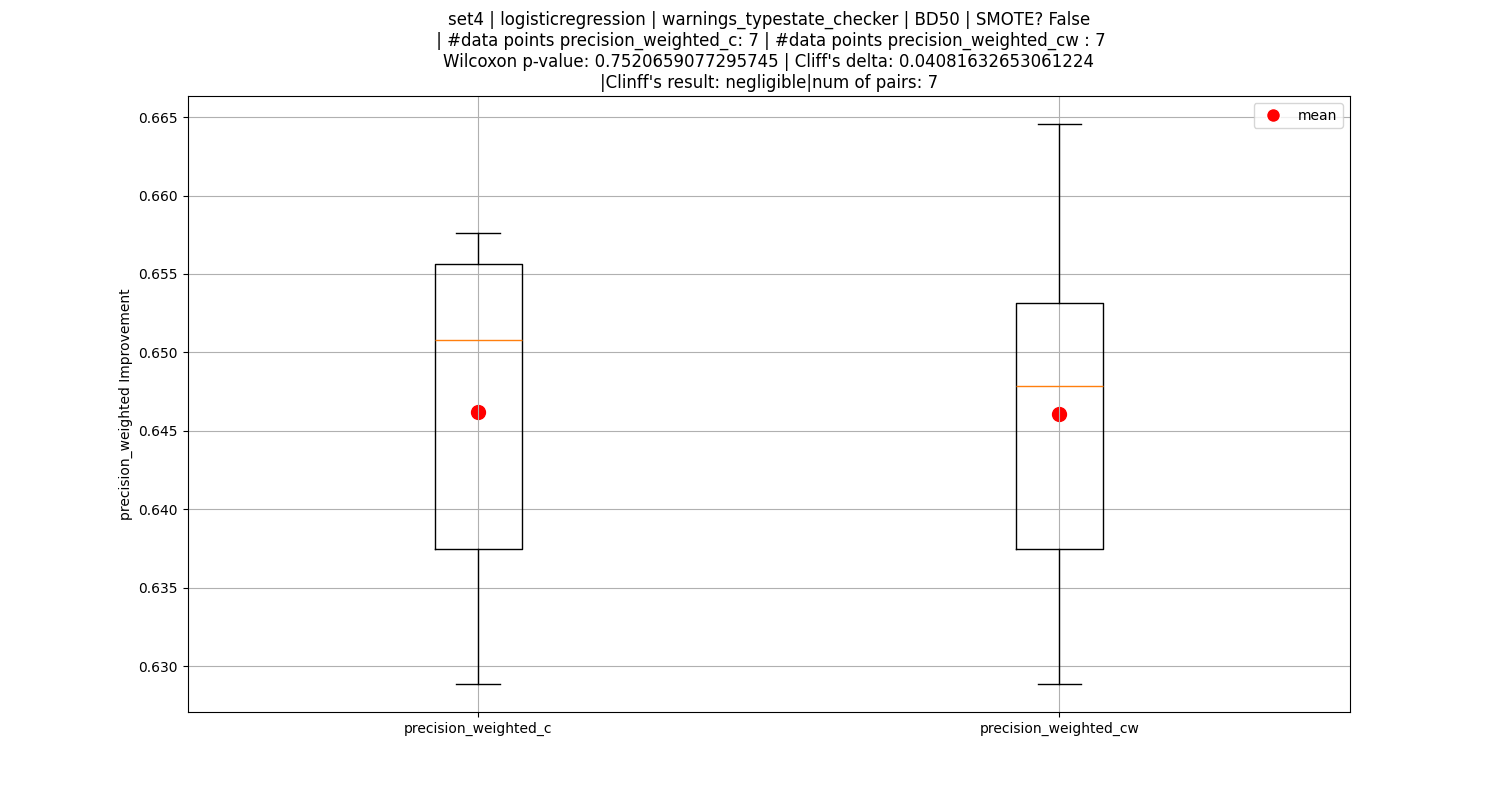 set4 | logisticregression | warnings_typestate_checker | BD50 | SMOTE? False
| #data points precision_weighted_c: 7 | #data points precision_weighted_cw : 7
Wilcoxon p-value: 0.7520659077295745 | Cliff's delta: 0.04081632653061224
|Clinff's result: negligible|num of pairs: 7
mean
precision_weighted Improvement
0.665
0.660
0.655
0.650
0.645
0.640
0.635
0.630
precision_weighted_c
precision_weighted_cw